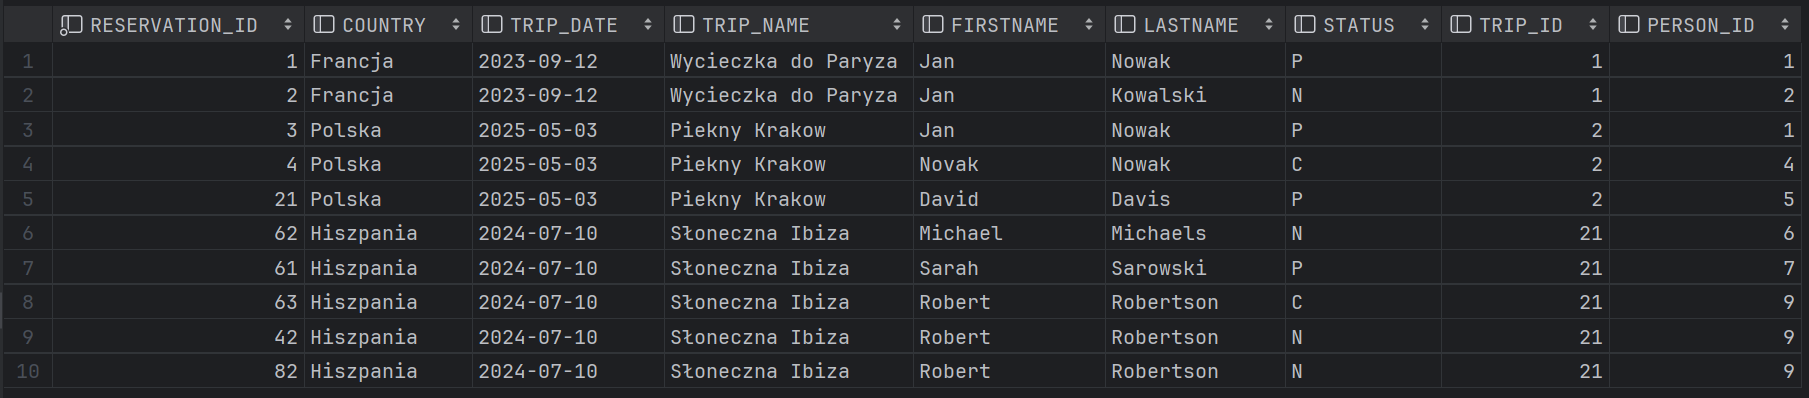 RESERVATION_ID COUNTRY TRIP_DATE TRIP_NAME FIRSTNAME LASTNAME STATUS TRIP_ID PERSON_ID
1 1 Francja 2023-09-12 Wycieczka do Paryza Jan Nowak P 1 1
2 2 Francja 2023-09-12 Wycieczka do Paryza Jan Kowalski N 1 2
3 3 Polska 2025-05-03 Piekny Krakow Jan Nowak P 2 1
4 4 Polska 2025-05-03 Piekny Krakow Novak Nowak C 2 4
5 21 Polska 2025-05-03 Piekny Krakow David Davis P 2 5
6 62 Hiszpania 2024-07-10 Słoneczna Ibiza Michael Michaels N 21 6
7 61 Hiszpania 2024-07-10 Słoneczna Ibiza Sarah Sarowski P 21 7
8 63 Hiszpania 2024-07-10 Słoneczna Ibiza Robert Robertson C 21 9
9 42 Hiszpania 2024-07-10 Słoneczna Ibiza Robert Robertson N 21 9
10 82 Hiszpania 2024-07-10 Słoneczna Ibiza Robert Robertson N 21 9